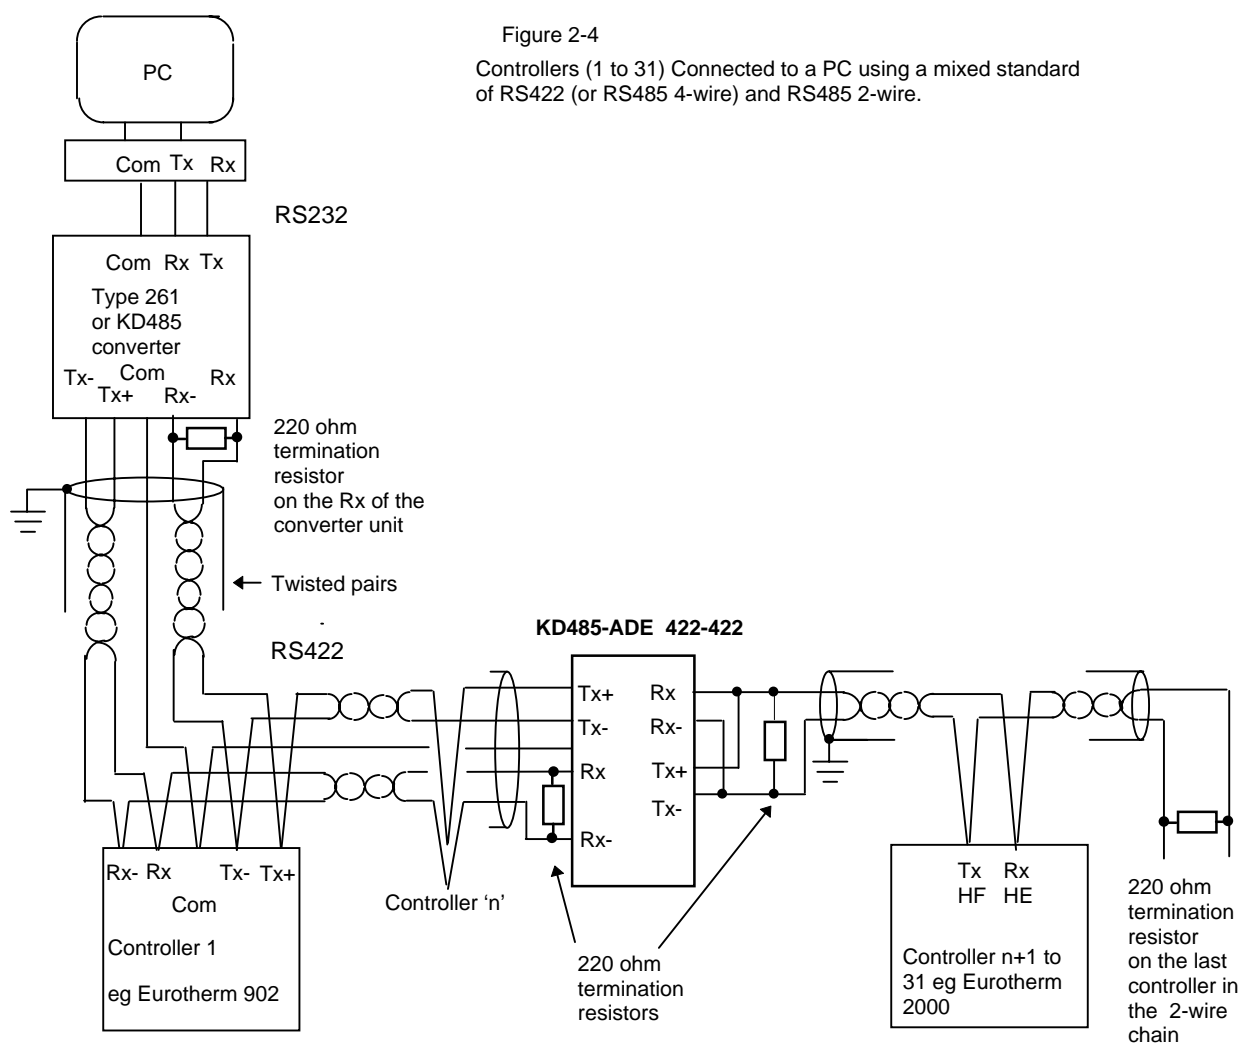 Figure 2-4
Controllers (1 to 31) Connected to a PC using a mixed standard
of RS422 (or RS485 4-wire) and RS485 2-wire.
PC
Com Tx Rx
RS232
Com Rx Tx
Type 261
or KD485
converter
Com
Tx- Rx
Tx+ Rx-
220 ohm
termination
resistor
on the Rx of the
converter unit
Twisted pairs
RS422
KD485-ADE 422-422
Tx+ Rx
Tx- Rx-
Rx Tx+
Tx-
Rx-
Rx- Rx Tx- Tx+
Com
Controller 1
eg Eurotherm 902
Controller ‘n’
220 ohm
termination
resistors
Tx Rx
HF HE
Controller n+1 to
31 eg Eurotherm
2000
220 ohm
termination
resistor
on the last
controller in
the 2-wire
chain